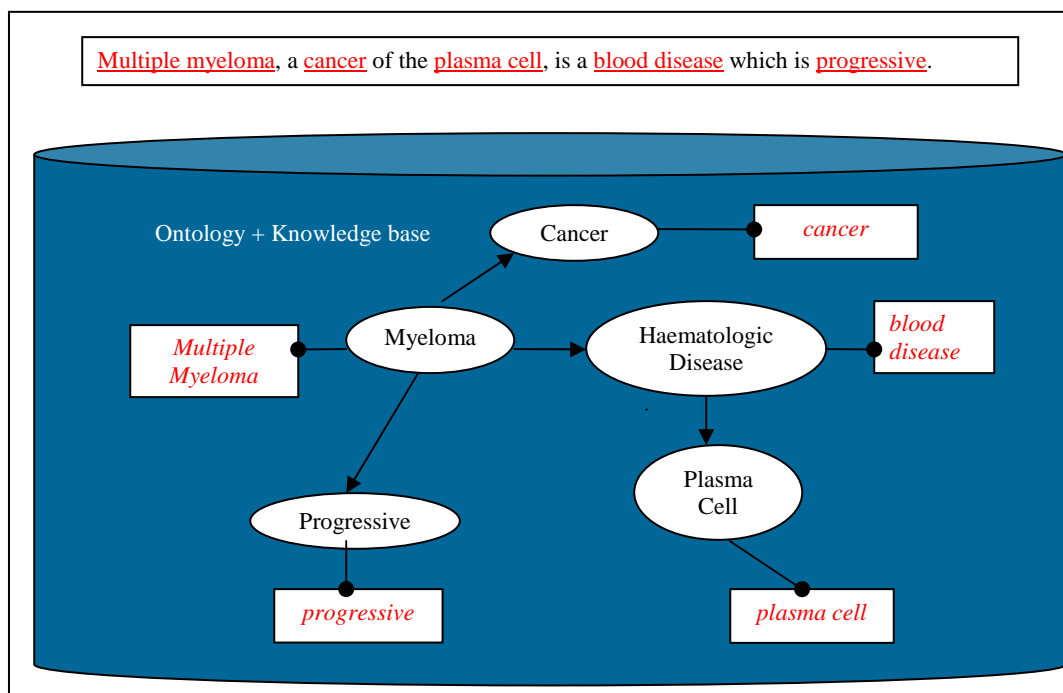 Multiple myeloma, a cancer of the plasma cell, is a blood disease which is progressive.
Ontology + Knowledge base
Cancer
cancer
Multiple
Myeloma
Myeloma
Haematologic
Disease
blood
disease
Plasma
Cell
Progressive
progressive
plasma cell